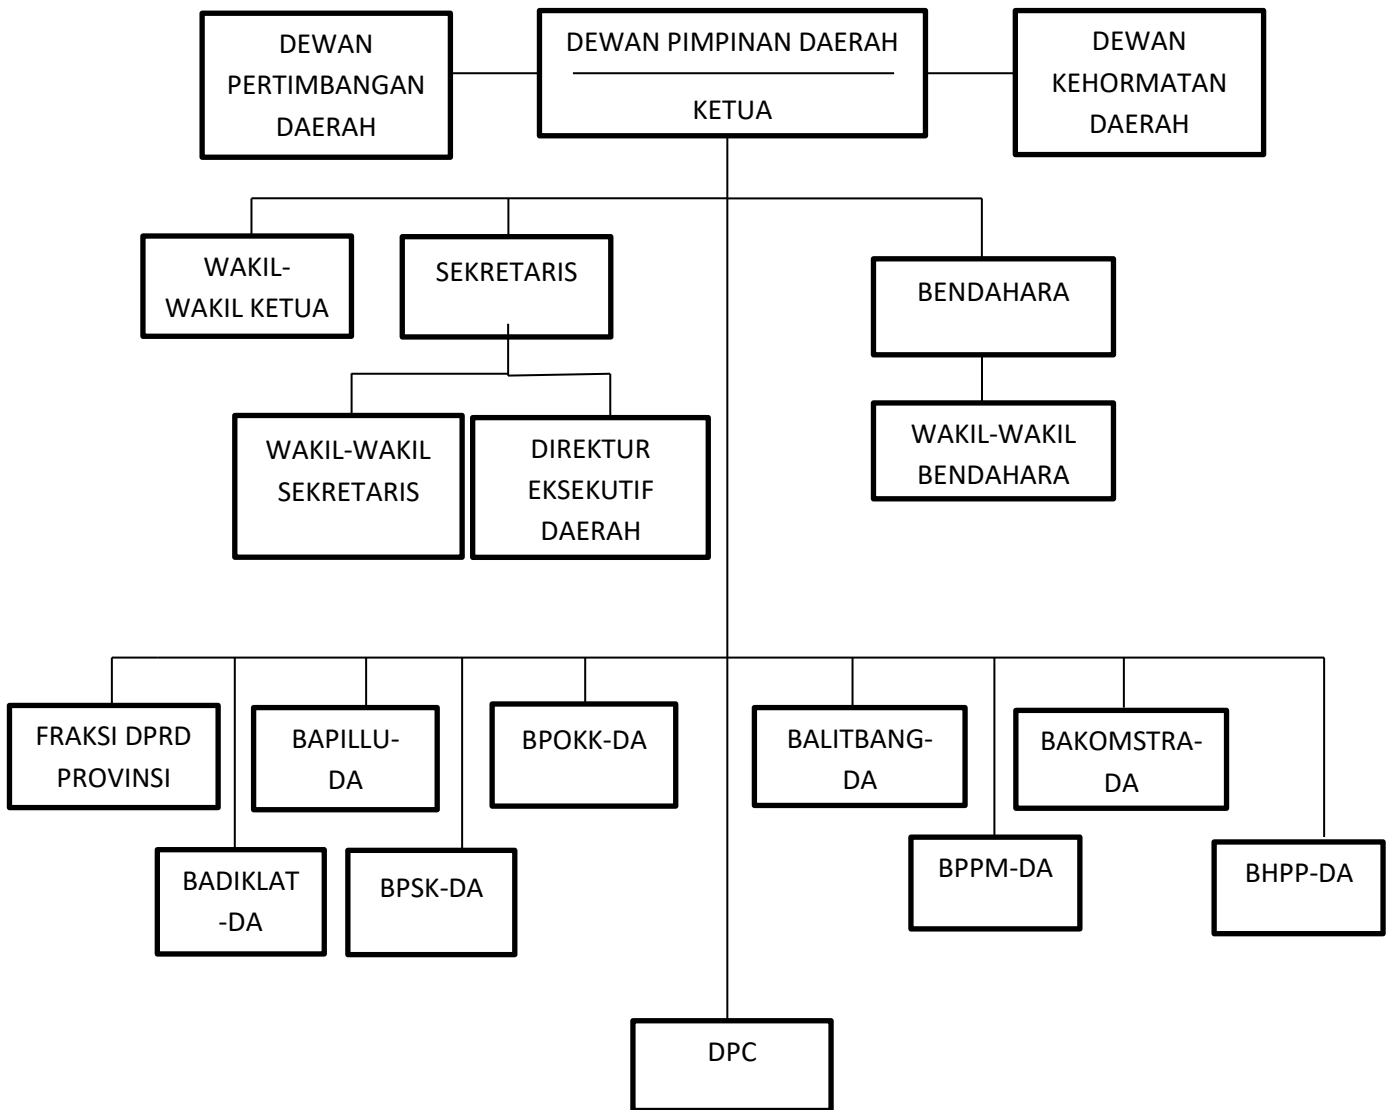 DEWAN
PERTIMBANGAN
DAERAH
DEWAN PIMPINAN DAERAH
KETUA
DEWAN
KEHORMATAN
DAERAH
WAKIL-
WAKIL KETUA
SEKRETARIS
BENDAHARA
WAKIL-WAKIL
SEKRETARIS
DIREKTUR
EKSEKUTIF
DAERAH
WAKIL-WAKIL
BENDAHARA
FRAKSI DPRD
PROVINSI
BAPILLU-
DA
BPOKK-DA
BALITBANG-
DA
BAKOMSTRA-
DA
BADIKLAT
-DA
BPSK-DA
BPPM-DA
BHPP-DA
DPC